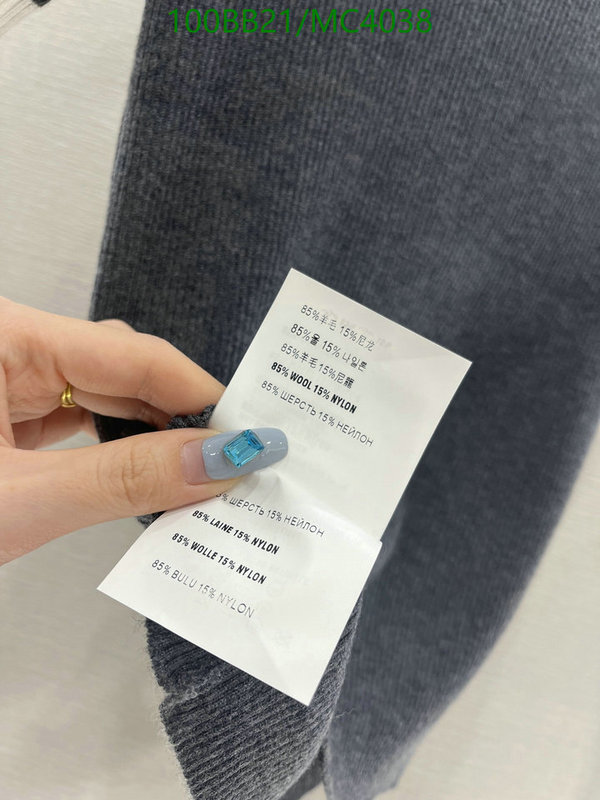 100BB21/MC4038
85%羊毛 15%尼龙
85%울 15% 나일론
85%羊毛 15%尼龍
85% WOOL 15% NYLON
85% ШЕРСТЬ 15% НЕЙЛОН
ШЕРСТЬ 15% НЕЙЛОН
85% LAINE 15% NYLON
85% WOLLE 15% NYLON
85% BULU 15% NYLON